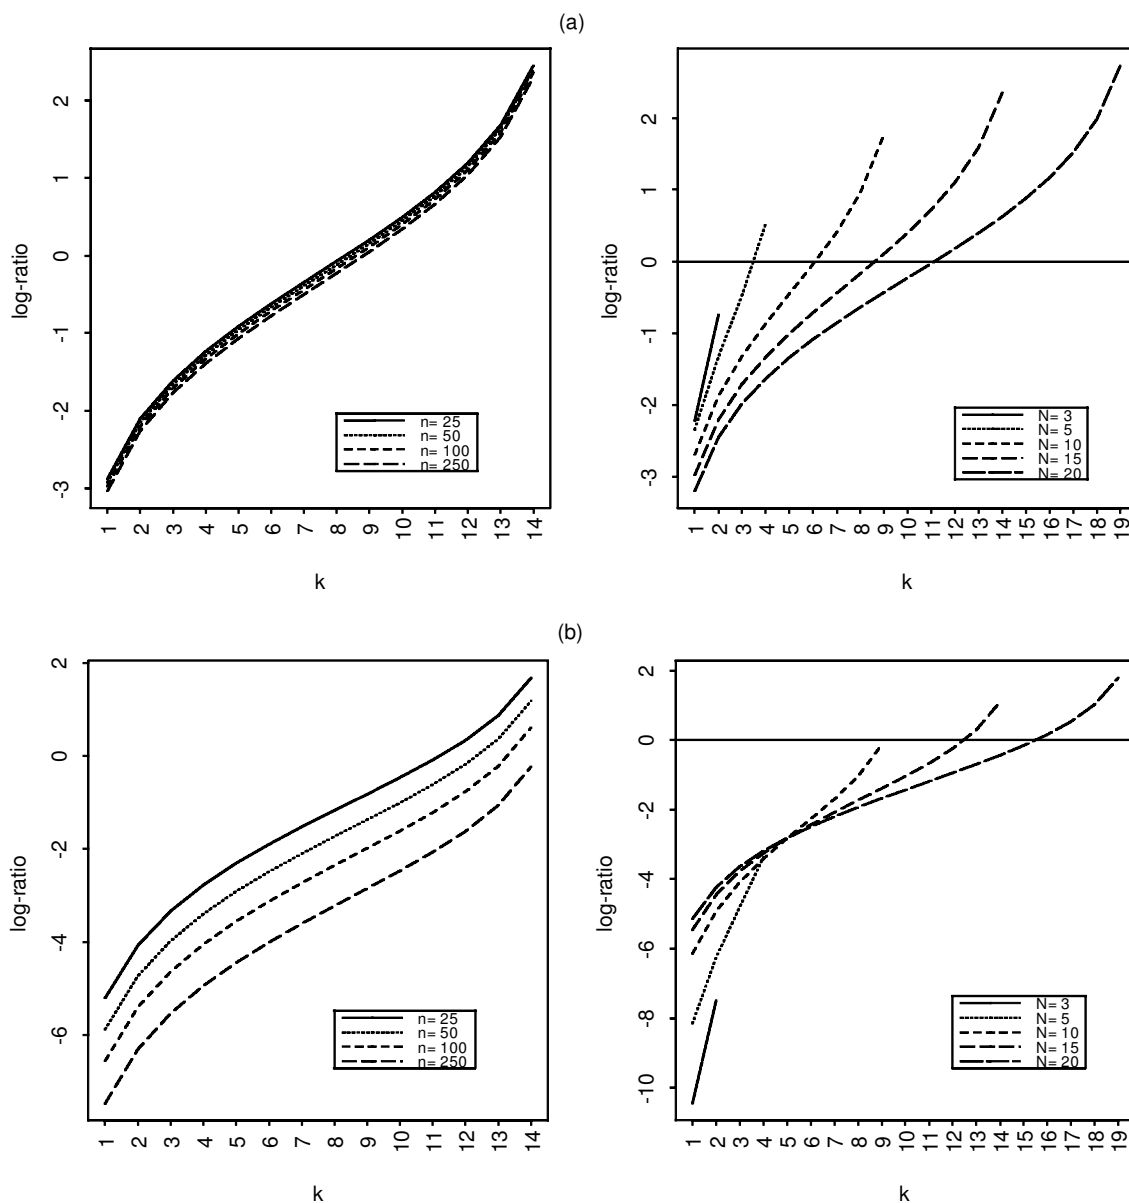 (a)
log-ratio
2
1
0
-1
-2
-3
1 2 3 4 5 6 7 8 9 10 11 12 13 14
k
n= 25
n= 50
n= 100
n= 250
log-ratio
2
1
0
-1
-2
-3
1 2 3 4 5 6 7 8 9 10 11 12 13 14 15 16 17 18 19
k
N= 3
N= 5
N= 10
N= 15
N= 20
(b)
log-ratio
2
0
-2
-4
-6
1 2 3 4 5 6 7 8 9 10 11 12 13 14
k
n= 25
n= 50
n= 100
n= 250
log-ratio
2
0
-2
-4
-6
-8
-10
1 2 3 4 5 6 7 8 9 10 11 12 13 14 15 16 17 18 19
k
N= 3
N= 5
N= 10
N= 15
N= 20